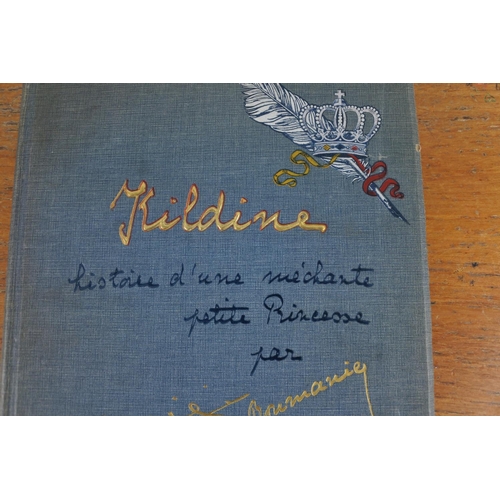 Kildine
histoire d'une méchante
petite Princesse
par
Roumanie